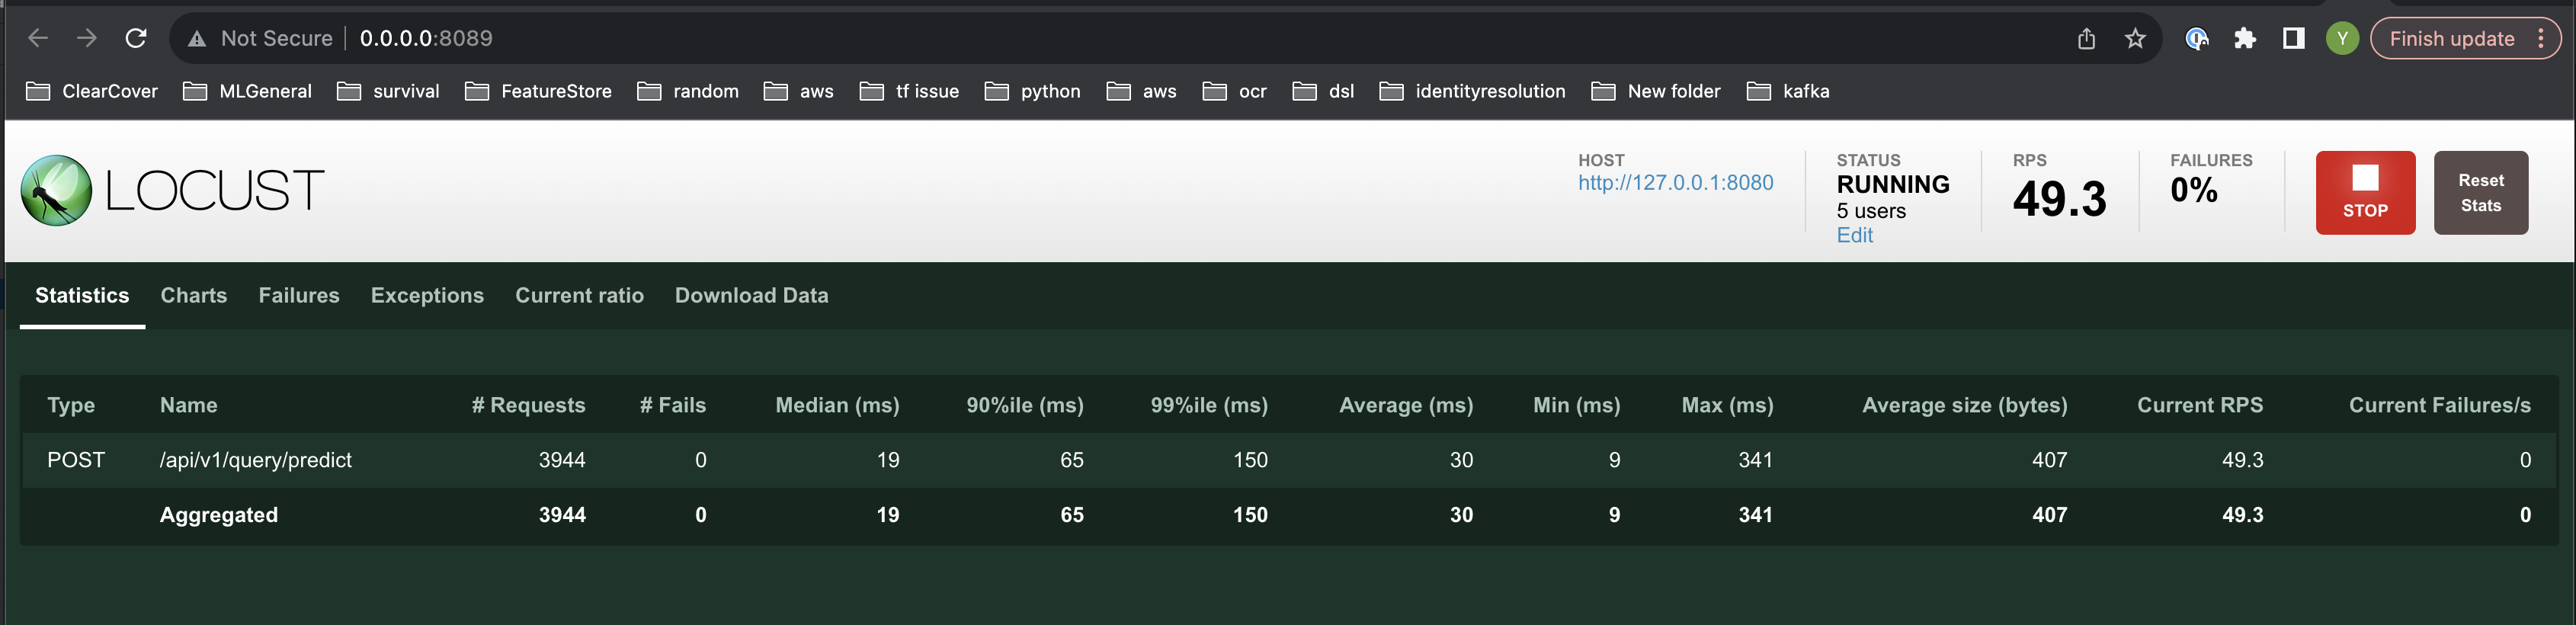 Not Secure 0.0.0.0:8089 Y Finish update
ClearCover MLGeneral survival FeatureStore random aws tf issue python aws ocr dsl identityresolution New folder kafka
LOCUST
HOST
http://127.0.0.1:8080
STATUS
RUNNING
5 users
Edit
RPS
49.3
FAILURES
0%
STOP
Reset
Stats
Statistics Charts Failures Exceptions Current ratio Download Data
Type Name # Requests # Fails Median (ms) 90%ile (ms) 99%ile (ms) Average (ms) Min (ms) Max (ms) Average size (bytes) Current RPS Current Failures/s
POST /api/v1/query/predict 3944 0 19 65 150 30 9 341 407 49.3 0
Aggregated 3944 0 19 65 150 30 9 341 407 49.3 0